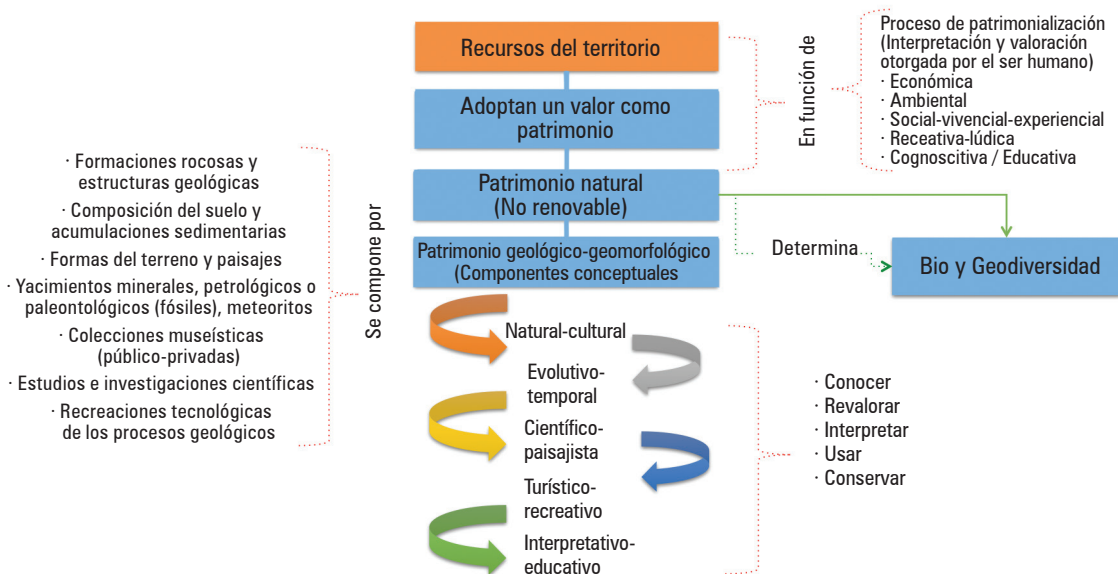 Recursos del territorio
Adoptan un valor como
patrimonio
Patrimonio natural
(No renovable)
Patrimonio geológico-geomorfológico
(Componentes conceptuales
En función de
Proceso de patrimonialización
(Interpretación y valoración
otorgada por el ser humano)
· Económica
· Ambiental
· Social-vivencial-experiencial
· Receativa-lúdica
· Cognoscitiva / Educativa
Determina
Bio y Geodiversidad
Se compone por
· Formaciones rocosas y
estructuras geológicas
· Composición del suelo y
acumulaciones sedimentarias
· Formas del terreno y paisajes
· Yacimientos minerales, petrológicos o
paleontológicos (fósiles), meteoritos
· Colecciones museísticas
(público-privadas)
· Estudios e investigaciones científicas
· Recreaciones tecnológicas
de los procesos geológicos
Natural-cultural
Evolutivo-
temporal
Científico-
paisajista
Turístico-
recreativo
Interpretativo-
educativo
· Conocer
· Revalorar
· Interpretar
· Usar
· Conservar